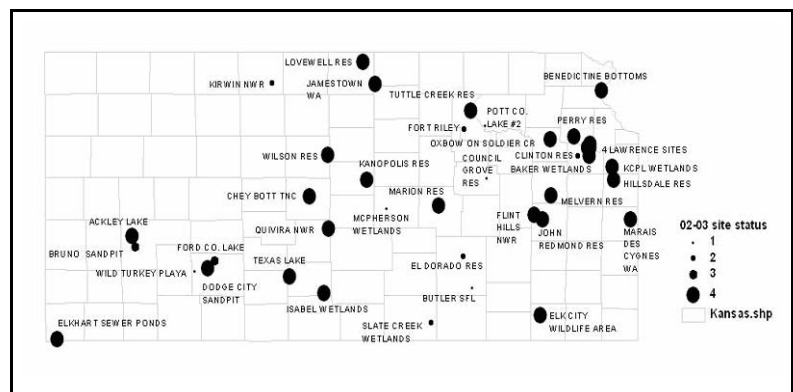 LOVEWELL RES
KIRWIN NWR
JAMESTOWN
WA
BENEDICTINE BOTTOMS
TUTTLE CREEK RES
POTT CO.
LAKE #2
PERRY RES
FORT RILEY
OXBOW ON SOLDIER CR
4 LAWRENCE SITES
WILSON RES
KANOPOLIS RES
COUNCIL
GROVE
RES
CLINTON RES
BAKER WETLANDS
KCPL WETLANDS
HILLSDALE RES
CHEY BOTT TNC
MARION RES
MELVERN RES
ACKLEY LAKE
MCPHERSON
WETLANDS
FLINT
HILLS
NWR
JOHN
REDMOND RES
MARAIS
DES
CYGNES
WA
BRUNO SANDPIT
FORD CO. LAKE
QUIVIRA NWR
WILD TURKEY PLAYA
TEXAS LAKE
DODGE CITY
SANDPIT
EL DORADO RES
BUTLER SFL
ISABEL WETLANDS
SLATE CREEK
WETLANDS
ELK CITY
WILDLIFE AREA
ELKHART SEWER PONDS
02-03 site status
1
2
3
4
Kansas.shp